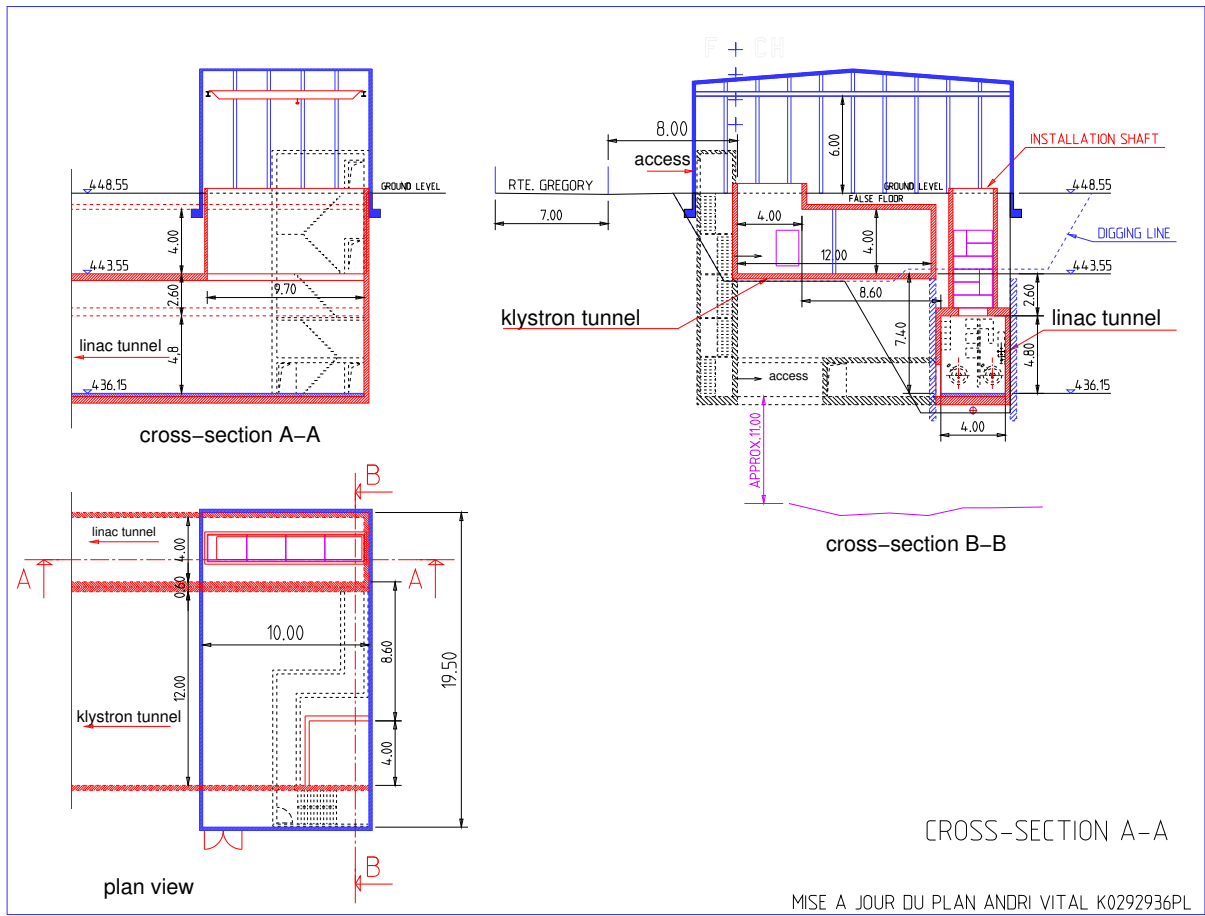 448.55
GROUND LEVEL
4.00
443.55
2.60
9.70
linac tunnel
4,8
436.15
cross-section A-A
F CH
8.00
access
6.00
INSTALLATION SHAFT
RTE. GREGORY
GROUND LEVEL
448.55
FALSE FLOOR
7.00
4.00
4.00
DIGGING LINE
12.00
443.55
8.60
2.60
klystron tunnel
linac tunnel
7.40
4.80
access
436.15
4.00
APPROX.11.00
cross-section B-B
B
linac tunnel
4.00
A
A
0.60
10.00
8.60
19.50
12.00
klystron tunnel
4.00
B
plan view
CROSS-SECTION A-A
MISE A JOUR DU PLAN ANDRI VITAL K0292936PL